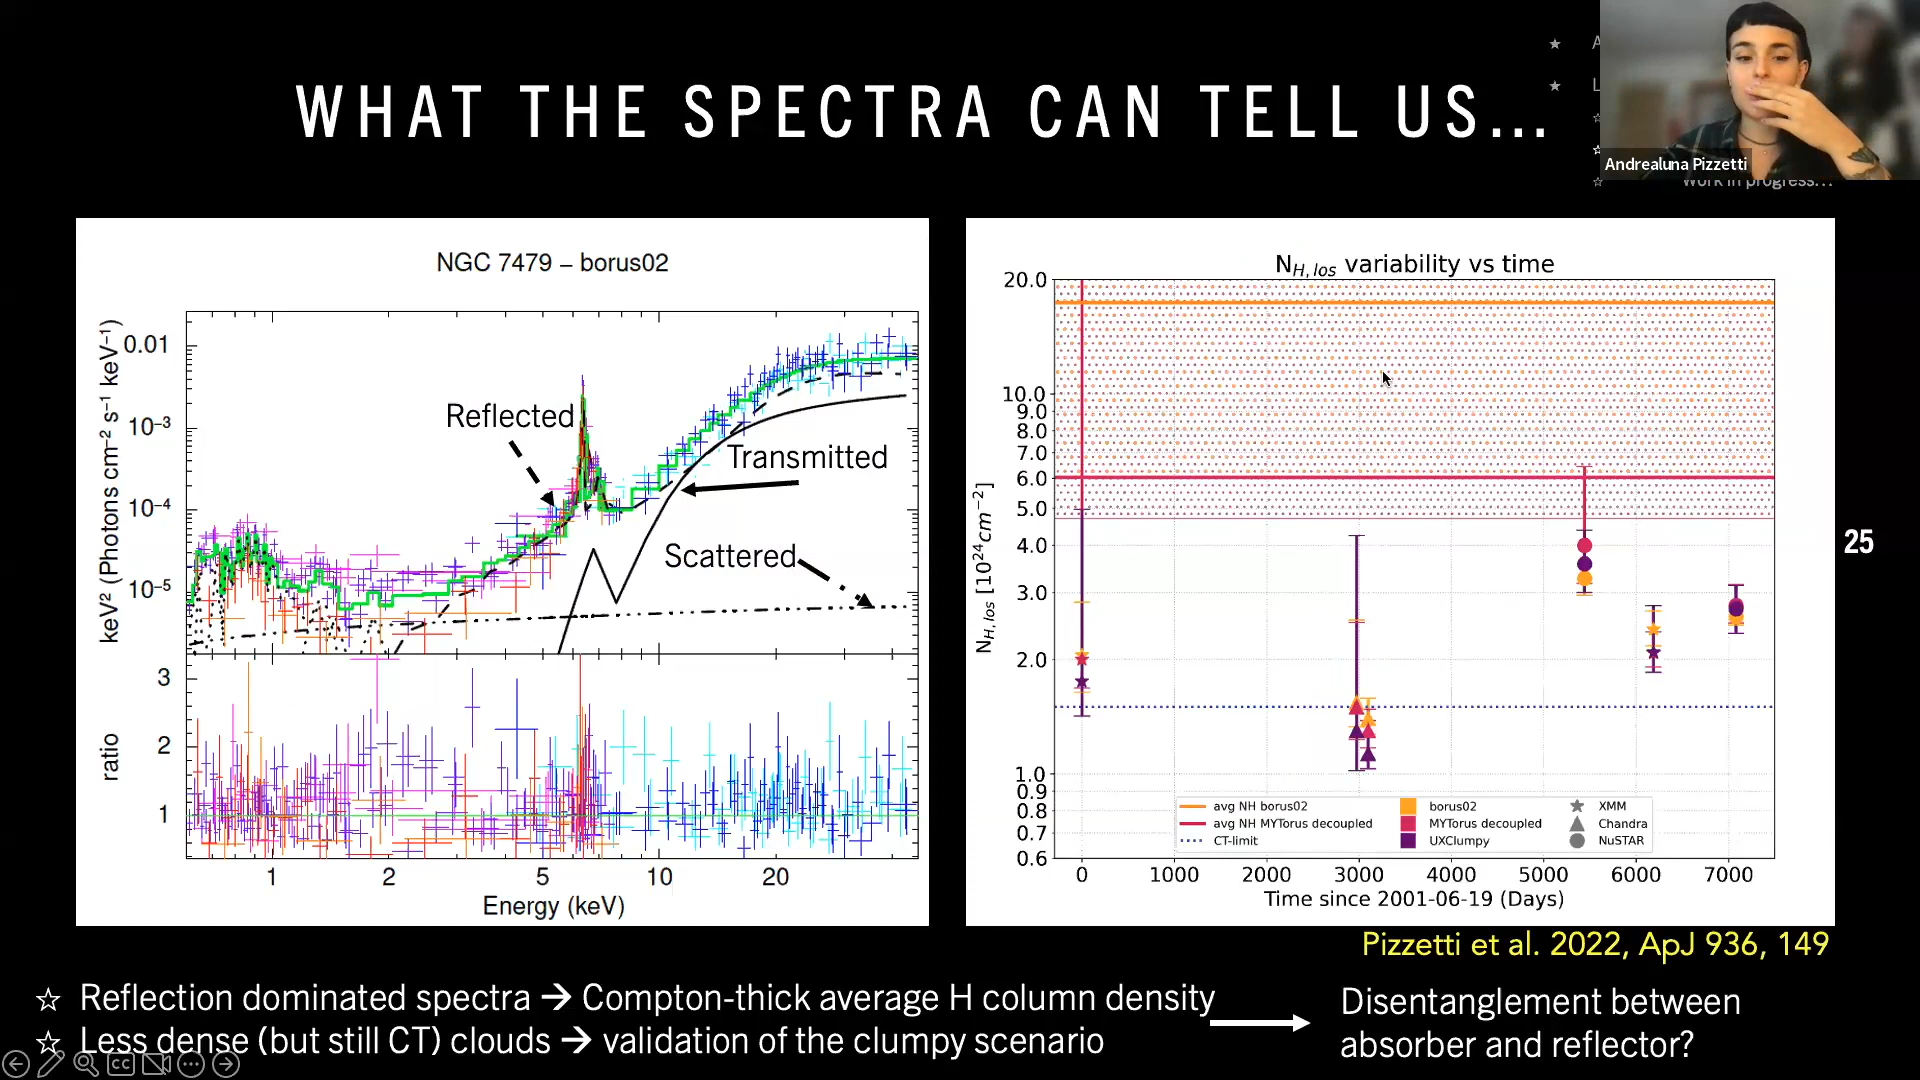 WHAT THE SPECTRA CAN TELL US...
Andrealuna Pizzetti
Work in progress...
NGC 7479 – borus02
keV² (Photons cm⁻² s⁻¹ keV⁻¹)
0.01
10⁻³
10⁻⁴
10⁻⁵
Reflected
Transmitted
Scattered
ratio
3
2
1
1 2 5 10 20
Energy (keV)
N_H,los variability vs time
N_H,los [10²⁴cm⁻²]
20.0
10.0
9.0
8.0
7.0
6.0
5.0
4.0
3.0
2.0
1.0
0.9
0.8
0.7
0.6
avg NH borus02
avg NH MYTorus decoupled
CT-limit
borus02
MYTorus decoupled
UXClumpy
XMM
Chandra
NuSTAR
0 1000 2000 3000 4000 5000 6000 7000
Time since 2001-06-19 (Days)
25
Pizzetti et al. 2022, ApJ 936, 149
☆ Reflection dominated spectra → Compton-thick average H column density
☆ Less dense (but still CT) clouds → validation of the clumpy scenario
Disentanglement between
absorber and reflector?
CC